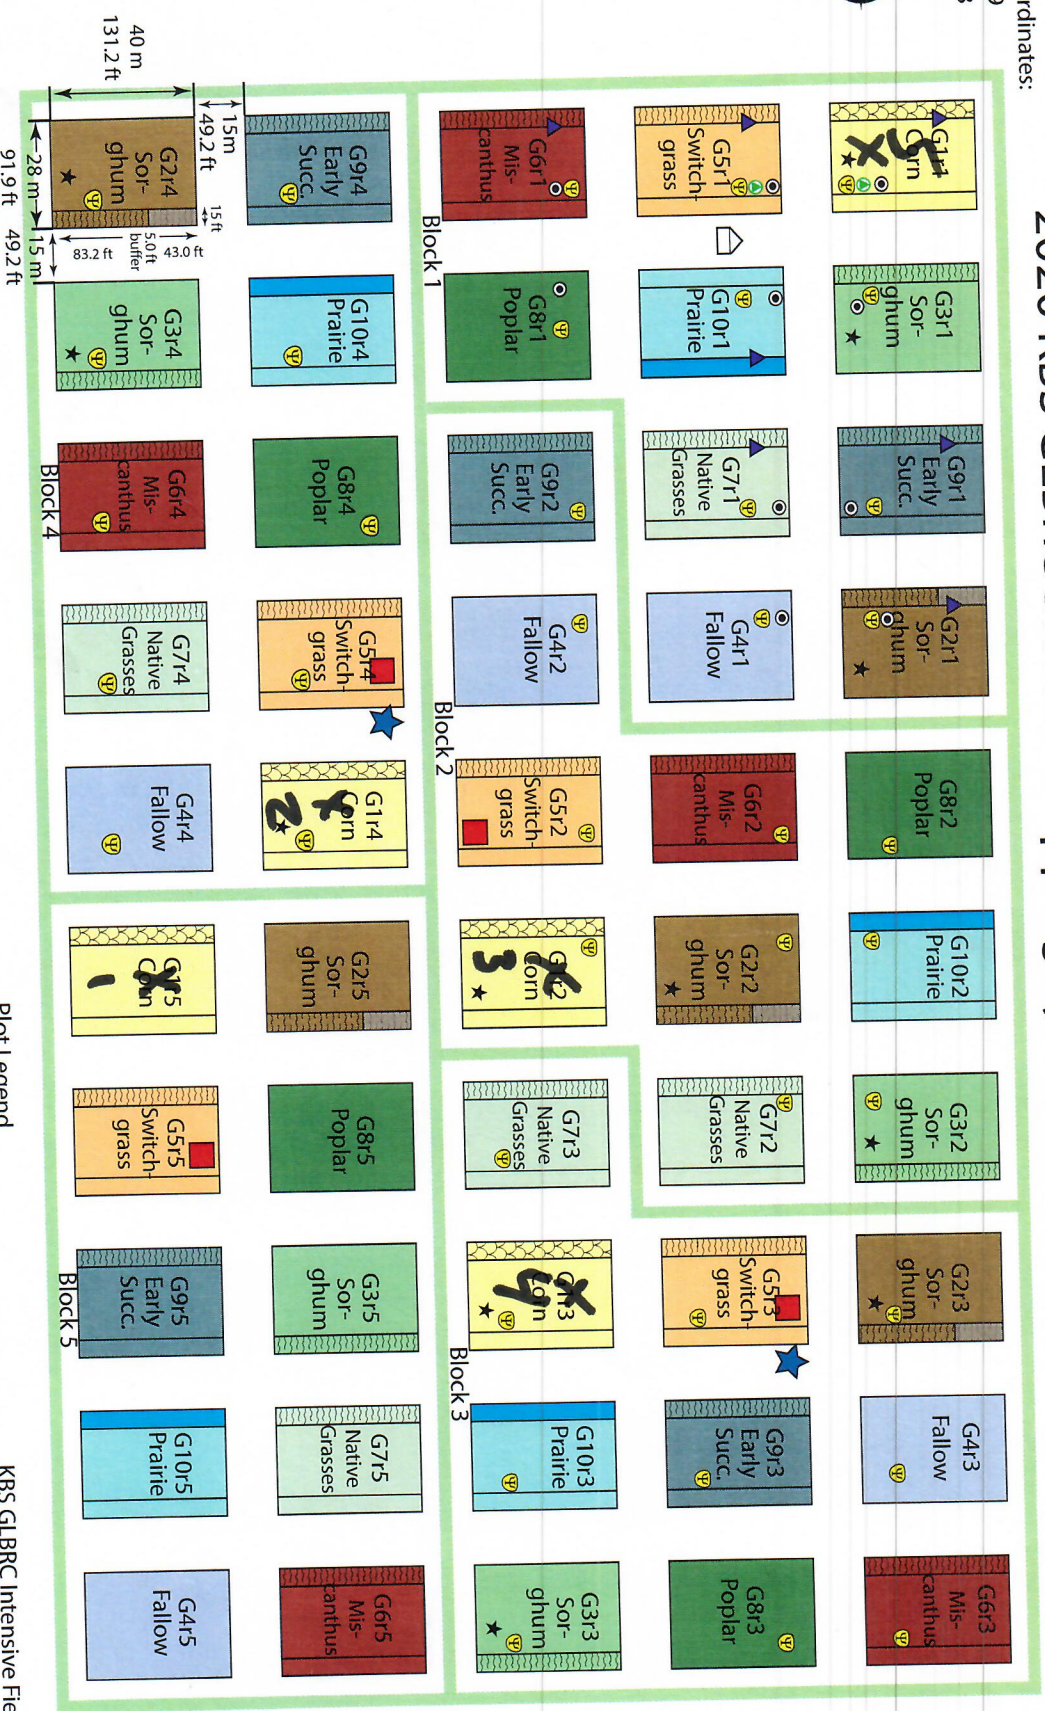 rdinates:
2020 KBS GLBRC
G1r1
Corn
X 5
G3r1
Sor-
ghum
G9r1
Early
Succ.
G2r1
Sor-
ghum
G8r2
Poplar
G10r2
Prairie
G3r2
Sor-
ghum
G2r3
Sor-
ghum
G4r3
Fallow
G6r3
Mis-
canthus
G5r1
Switch-
grass
G10r1
Prairie
G7r1
Native
Grasses
G4r1
Fallow
G6r2
Mis-
canthus
G2r2
Sor-
ghum
G7r2
Native
Grasses
G5r3
Switch-
grass
G9r3
Early
Succ.
G8r3
Poplar
G6r1
Mis-
canthus
G8r1
Poplar
G9r2
Early
Succ.
G4r2
Fallow
G5r2
Switch-
grass
G1r2
Corn
X
3
G7r3
Native
Grasses
G1r3
Corn
X
4
G10r3
Prairie
G3r3
Sor-
ghum
Block 1
Block 2
Block 3
15m
49.2 ft
G9r4
Early
Succ.
G10r4
Prairie
G8r4
Poplar
G5r4
Switch-
grass
G1r4
Corn
X
2
G2r5
Sor-
ghum
G8r5
Poplar
G3r5
Sor-
ghum
G7r5
Native
Grasses
G6r5
Mis-
canthus
40 m
131.2 ft
15 ft
43.0 ft
5.0 ft
buffer
83.2 ft
G2r4
Sor-
ghum
G3r4
Sor-
ghum
G6r4
Mis-
canthus
G7r4
Native
Grasses
G4r4
Fallow
G1r5
Corn
X
1
G5r5
Switch-
grass
G9r5
Early
Succ.
G10r5
Prairie
G4r5
Fallow
28 m 15 m
91.9 ft 49.2 ft
Block 4
Block 5
Plot Legend
KBS GLBRC Intensive Fie